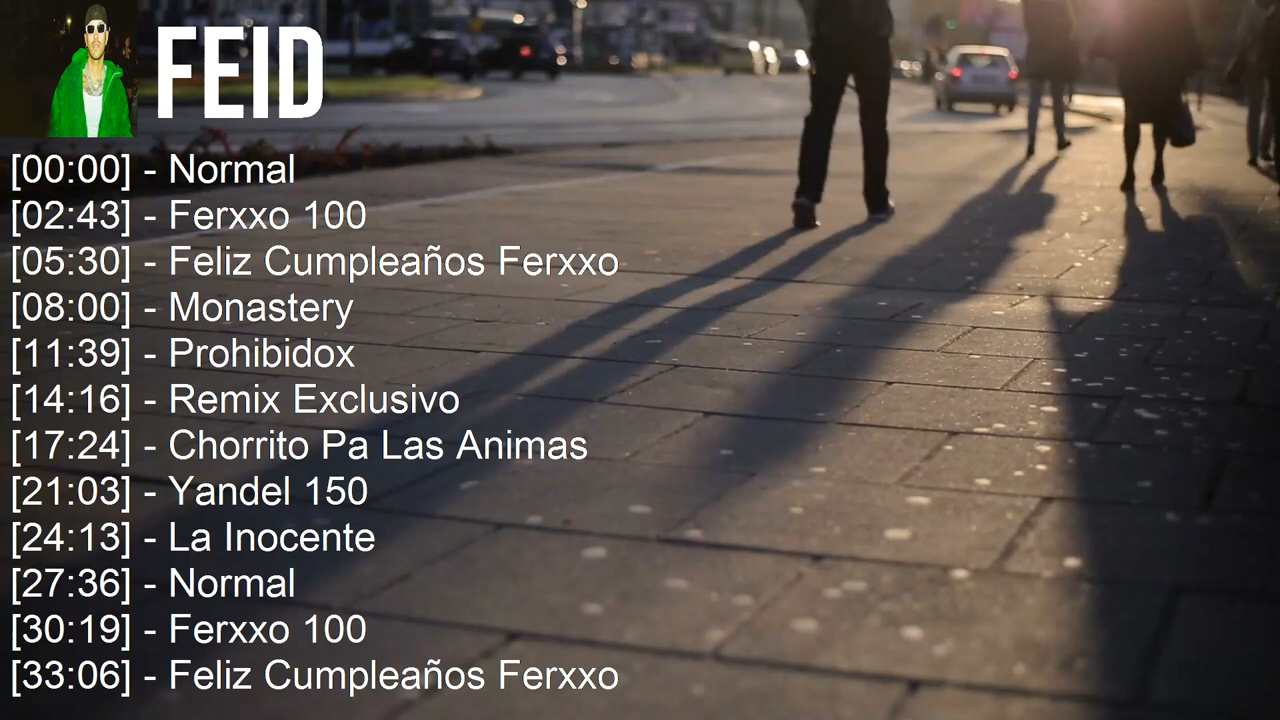 FEID
[00:00] - Normal
[02:43] - Ferxxo 100
[05:30] - Feliz Cumpleaños Ferxxo
[08:00] - Monastery
[11:39] - Prohibidox
[14:16] - Remix Exclusivo
[17:24] - Chorrito Pa Las Animas
[21:03] - Yandel 150
[24:13] - La Inocente
[27:36] - Normal
[30:19] - Ferxxo 100
[33:06] - Feliz Cumpleaños Ferxxo